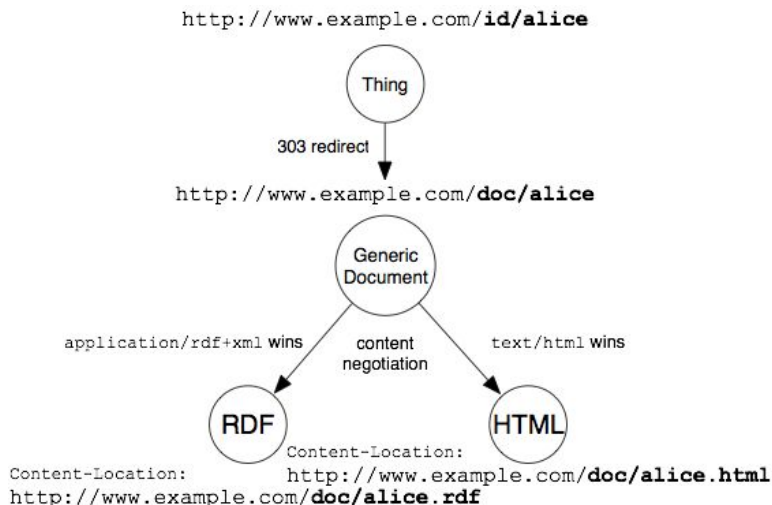 http://www.example.com/id/alice
Thing
303 redirect
http://www.example.com/doc/alice
Generic
Document
application/rdf+xml wins
content
negotiation
text/html wins
RDF
HTML
Content-Location:
http://www.example.com/doc/alice.rdf
Content-Location:
http://www.example.com/doc/alice.html